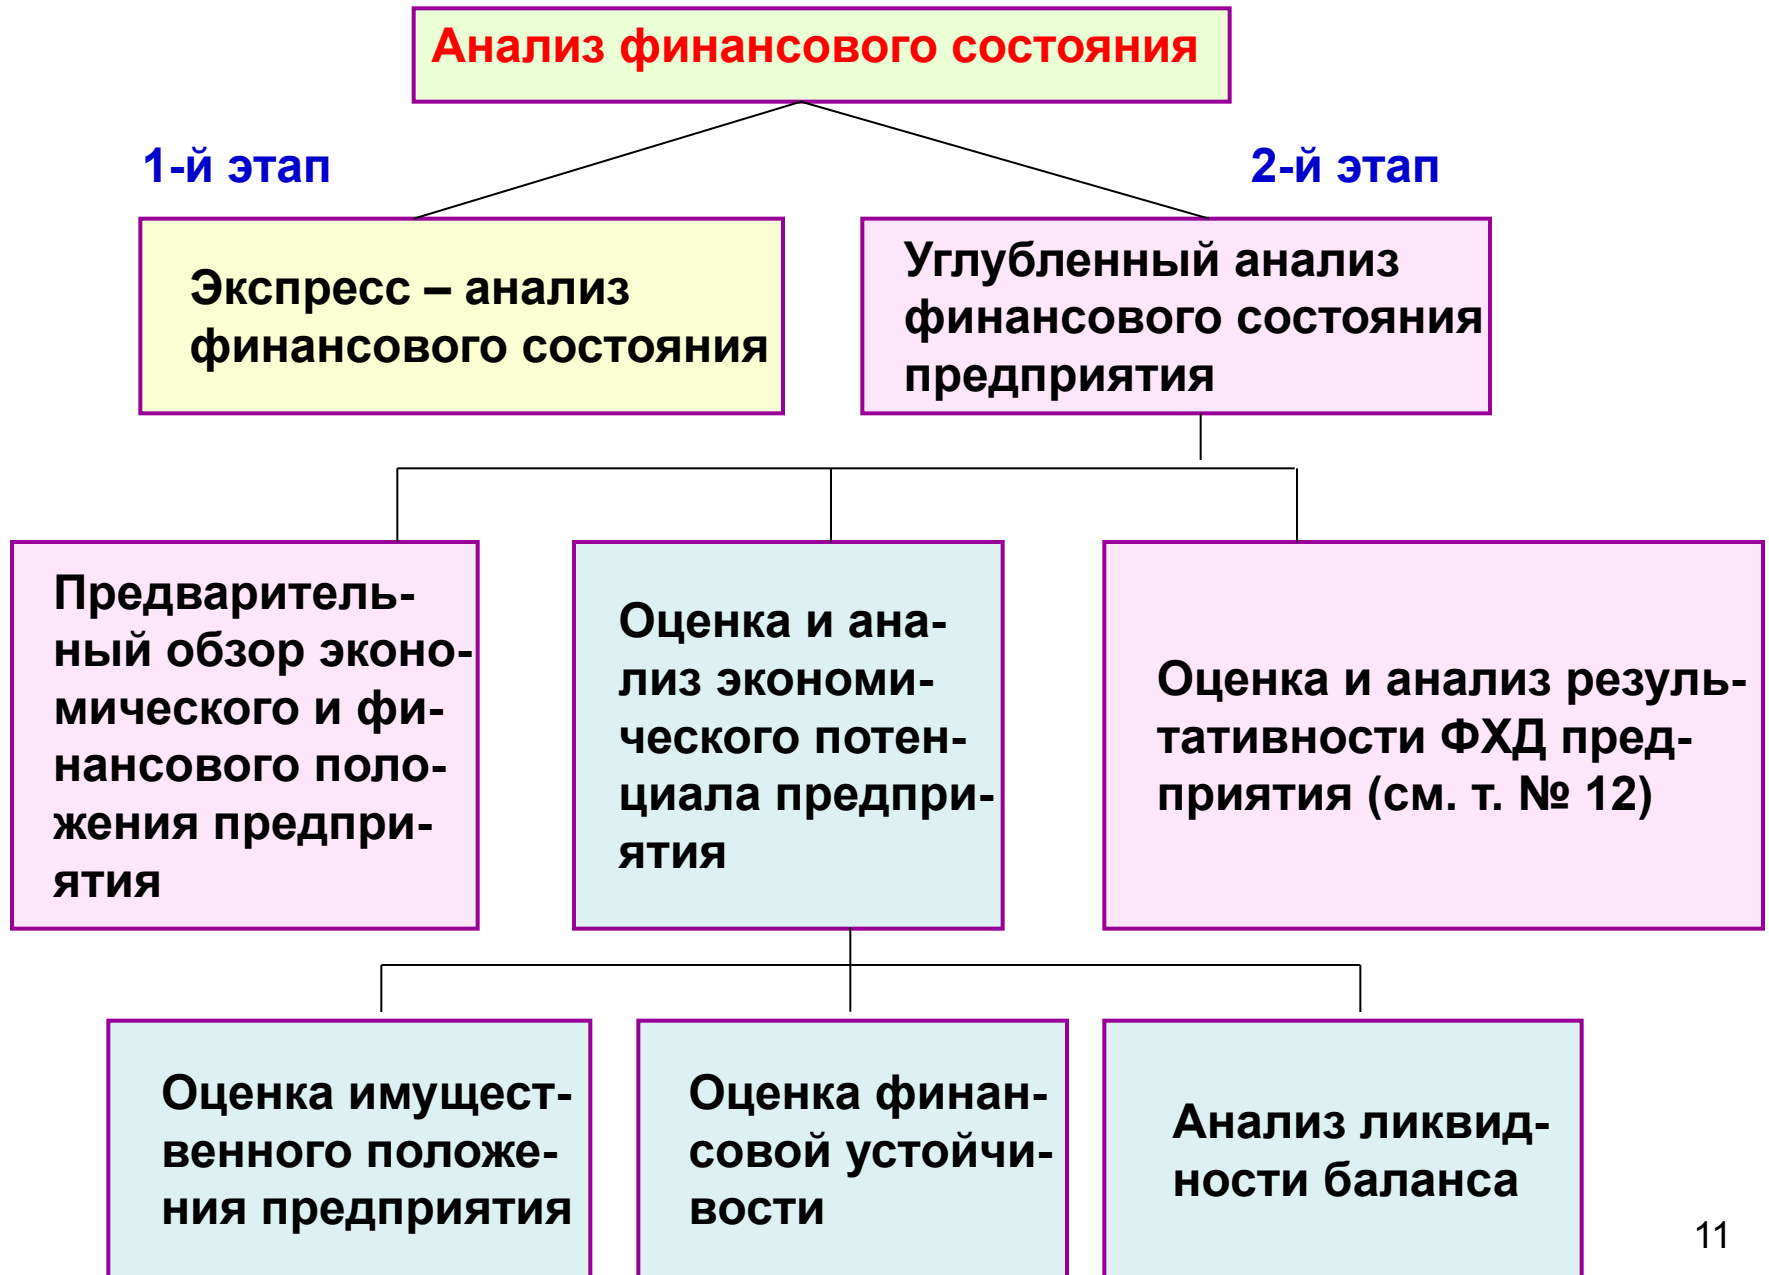 Анализ финансового состояния
1-й этап
2-й этап
Экспресс – анализ
финансового состояния
Углубленный анализ
финансового состояния
предприятия
Предваритель-
ный обзор эконо-
мического и фи-
нансового поло-
жения предпри-
ятия
Оценка и ана-
лиз экономи-
ческого потен-
циала предпри-
ятия
Оценка и анализ резуль-
тативности ФХД пред-
приятия (см. т. № 12)
Оценка имущест-
венного положе-
ния предприятия
Оценка финан-
совой устойчи-
вости
Анализ ликвид-
ности баланса
11